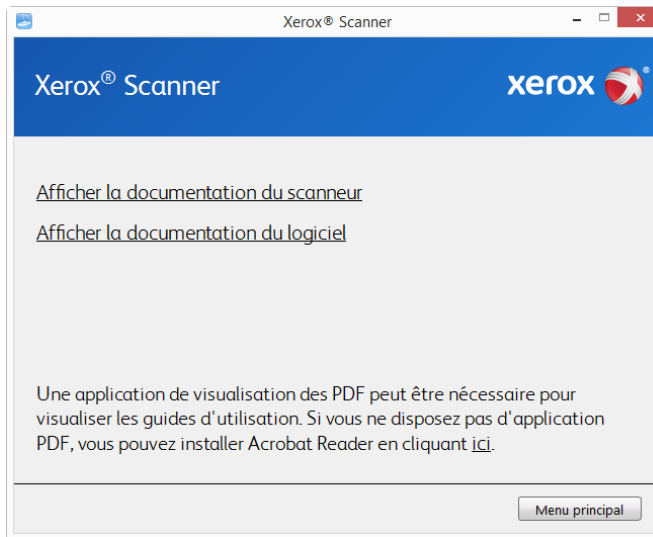 Xerox® Scanner
Xerox® Scanner
xerox ®
Afficher la documentation du scanneur
Afficher la documentation du logiciel
Une application de visualisation des PDF peut être nécessaire pour
visualiser les guides d'utilisation. Si vous ne disposez pas d'application
PDF, vous pouvez installer Acrobat Reader en cliquant ici.
Menu principal